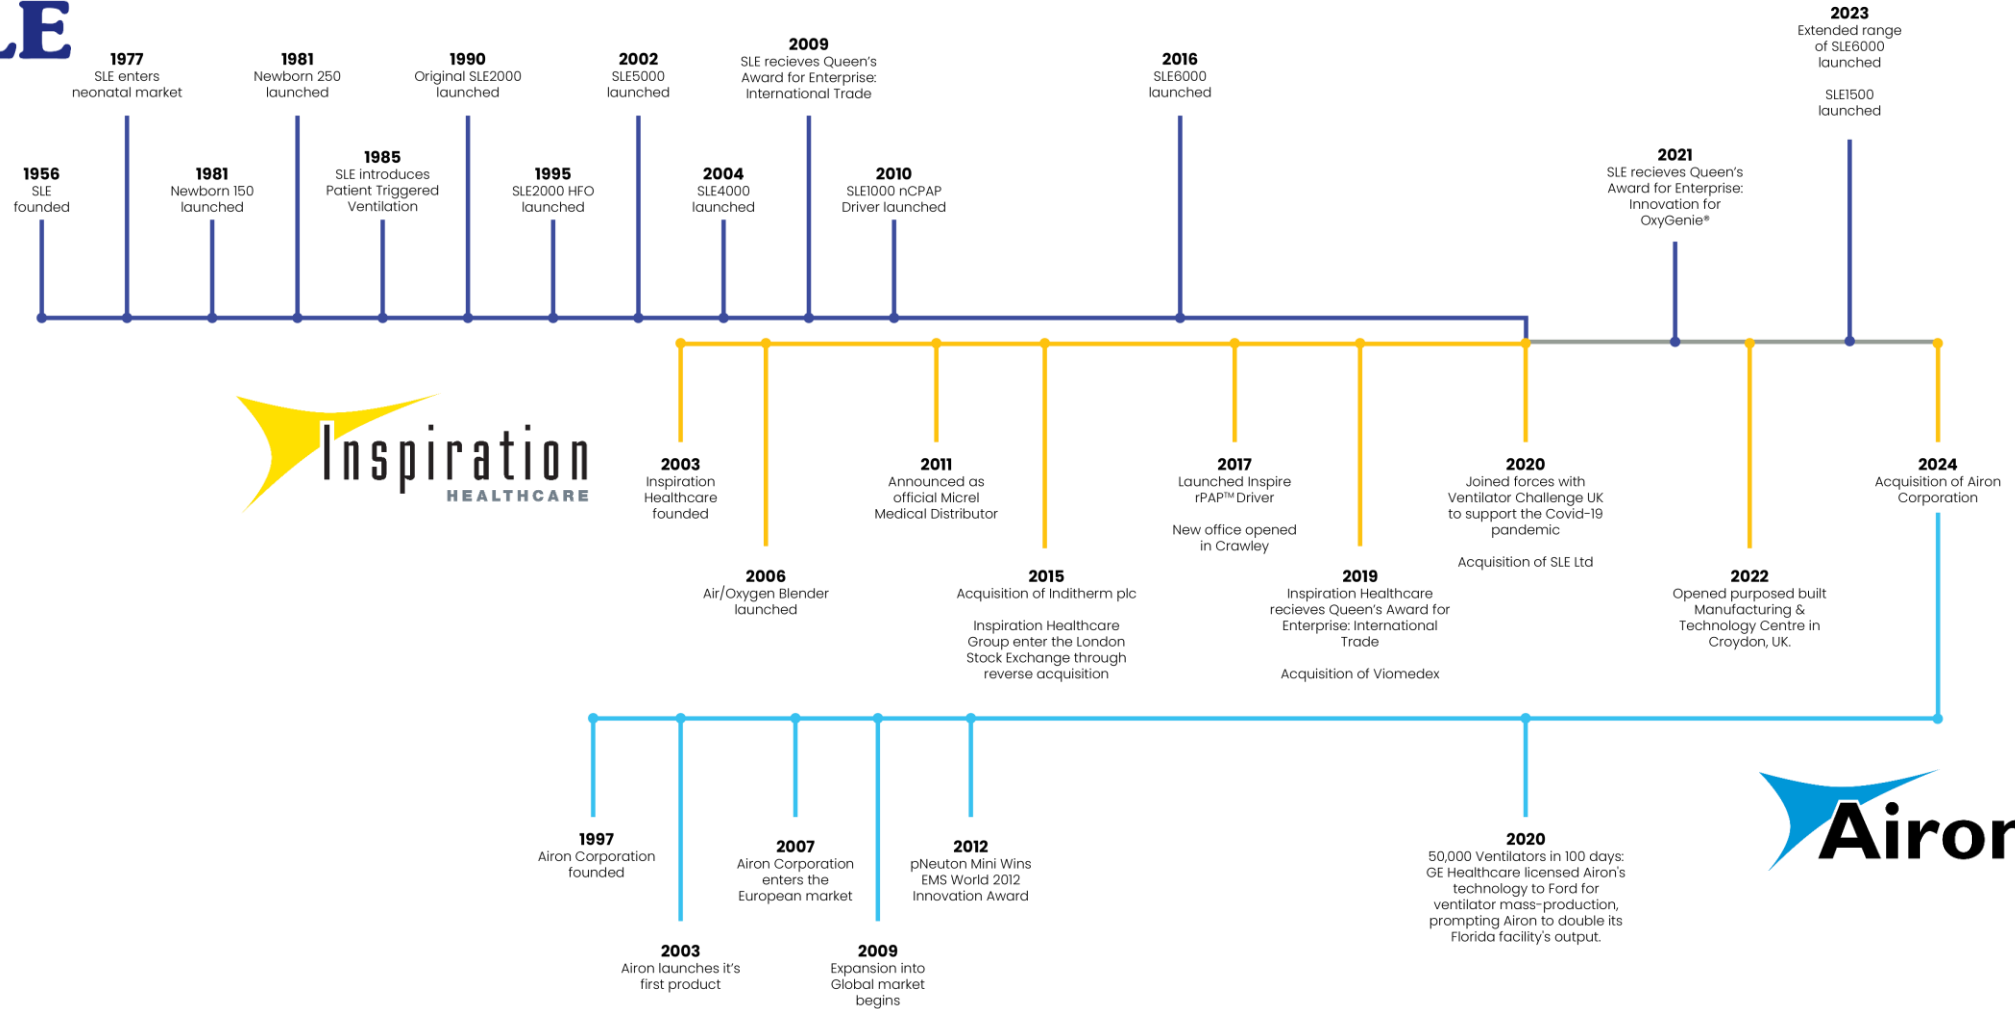 LE
1977
SLE enters
neonatal market
1981
Newborn 250
launched
1990
Original SLE2000
launched
2002
SLE5000
launched
2009
SLE recieves Queen's
Award for Enterprise:
International Trade
2016
SLE6000
launched
2023
Extended range
of SLE6000
launched
SLE1500
launched
1956
SLE
founded
1981
Newborn 150
launched
1985
SLE introduces
Patient Triggered
Ventilation
1995
SLE2000 HFO
launched
2004
SLE4000
launched
2010
SLE1000 nCPAP
Driver launched
2021
SLE recieves Queen's
Award for Enterprise:
Innovation for
OxyGenie®
Inspiration
HEALTHCARE
2003
Inspiration
Healthcare
founded
2006
Air/Oxygen Blender
launched
2011
Announced as
official Micrel
Medical Distributor
2015
Acquisition of Inditherm plc
Inspiration Healthcare
Group enter the London
Stock Exchange through
reverse acquisition
2017
Launched Inspire
rPAP™ Driver
New office opened
in Crawley
2019
Inspiration Healthcare
recieves Queen's Award for
Enterprise: International
Trade
Acquisition of Viomedex
2020
Joined forces with
Ventilator Challenge UK
to support the Covid-19
pandemic
Acquisition of SLE Ltd
2022
Opened purposed built
Manufacturing &
Technology Centre in
Croydon, UK.
2024
Acquisition of Airon
Corporation
1997
Airon Corporation
founded
2003
Airon launches it's
first product
2007
Airon Corporation
enters the
European market
2009
Expansion into
Global market
begins
2012
pNeuton Mini Wins
EMS World 2012
Innovation Award
2020
50,000 Ventilators in 100 days:
GE Healthcare licensed Airon's
technology to Ford for
ventilator mass-production,
prompting Airon to double its
Florida facility's output.
Airon